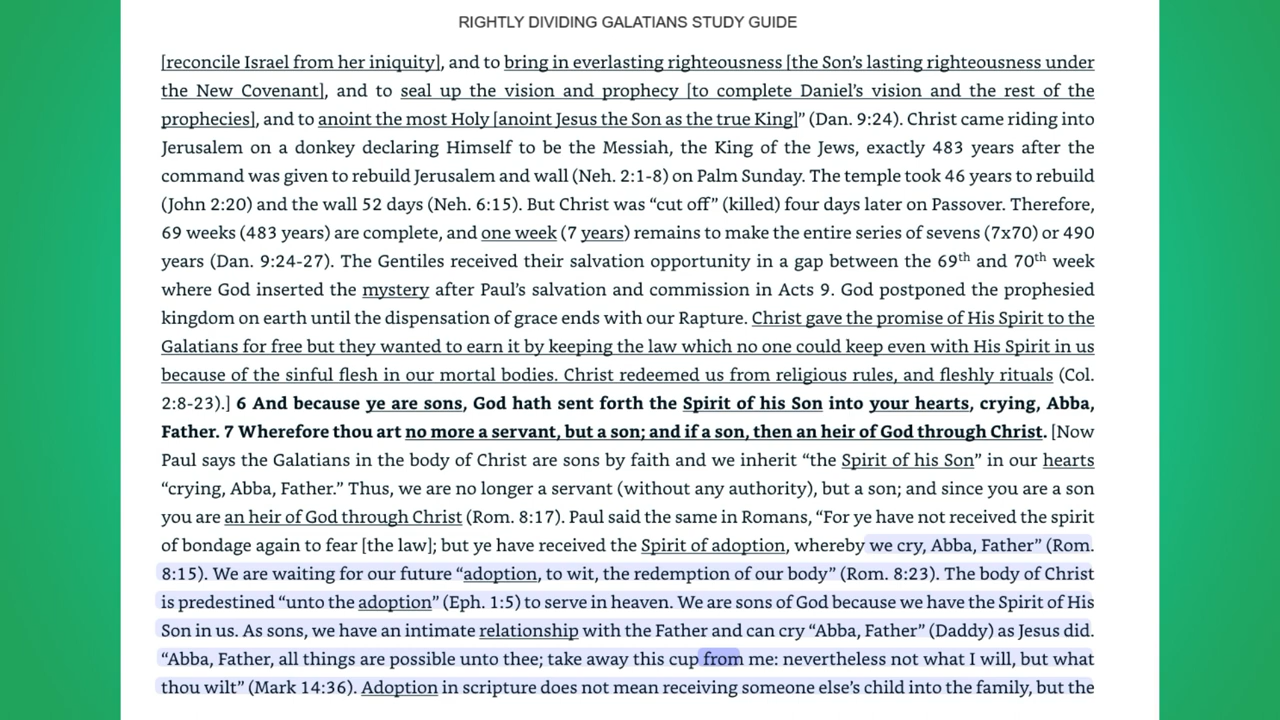 RIGHTLY DIVIDING GALATIANS STUDY GUIDE
[reconcile Israel from her iniquity], and to bring in everlasting righteousness [the Son’s lasting righteousness under
the New Covenant], and to seal up the vision and prophecy [to complete Daniel’s vision and the rest of the
prophecies], and to anoint the most Holy [anoint Jesus the Son as the true King]” (Dan. 9:24). Christ came riding into
Jerusalem on a donkey declaring Himself to be the Messiah, the King of the Jews, exactly 483 years after the
command was given to rebuild Jerusalem and wall (Neh. 2:1-8) on Palm Sunday. The temple took 46 years to rebuild
(John 2:20) and the wall 52 days (Neh. 6:15). But Christ was “cut off” (killed) four days later on Passover. Therefore,
69 weeks (483 years) are complete, and one week (7 years) remains to make the entire series of sevens (7x70) or 490
years (Dan. 9:24-27). The Gentiles received their salvation opportunity in a gap between the 69th and 70th week
where God inserted the mystery after Paul’s salvation and commission in Acts 9. God postponed the prophesied
kingdom on earth until the dispensation of grace ends with our Rapture. Christ gave the promise of His Spirit to the
Galatians for free but they wanted to earn it by keeping the law which no one could keep even with His Spirit in us
because of the sinful flesh in our mortal bodies. Christ redeemed us from religious rules, and fleshly rituals (Col.
2:8-23).] 6 And because ye are sons, God hath sent forth the Spirit of his Son into your hearts, crying, Abba,
Father. 7 Wherefore thou art no more a servant, but a son; and if a son, then an heir of God through Christ. [Now
Paul says the Galatians in the body of Christ are sons by faith and we inherit “the Spirit of his Son” in our hearts
“crying, Abba, Father.” Thus, we are no longer a servant (without any authority), but a son; and since you are a son
you are an heir of God through Christ (Rom. 8:17). Paul said the same in Romans, “For ye have not received the spirit
of bondage again to fear [the law]; but ye have received the Spirit of adoption, whereby we cry, Abba, Father” (Rom.
8:15). We are waiting for our future “adoption, to wit, the redemption of our body” (Rom. 8:23). The body of Christ
is predestined “unto the adoption” (Eph. 1:5) to serve in heaven. We are sons of God because we have the Spirit of His
Son in us. As sons, we have an intimate relationship with the Father and can cry “Abba, Father” (Daddy) as Jesus did.
“Abba, Father, all things are possible unto thee; take away this cup from me: nevertheless not what I will, but what
thou wilt” (Mark 14:36). Adoption in scripture does not mean receiving someone else’s child into the family, but the